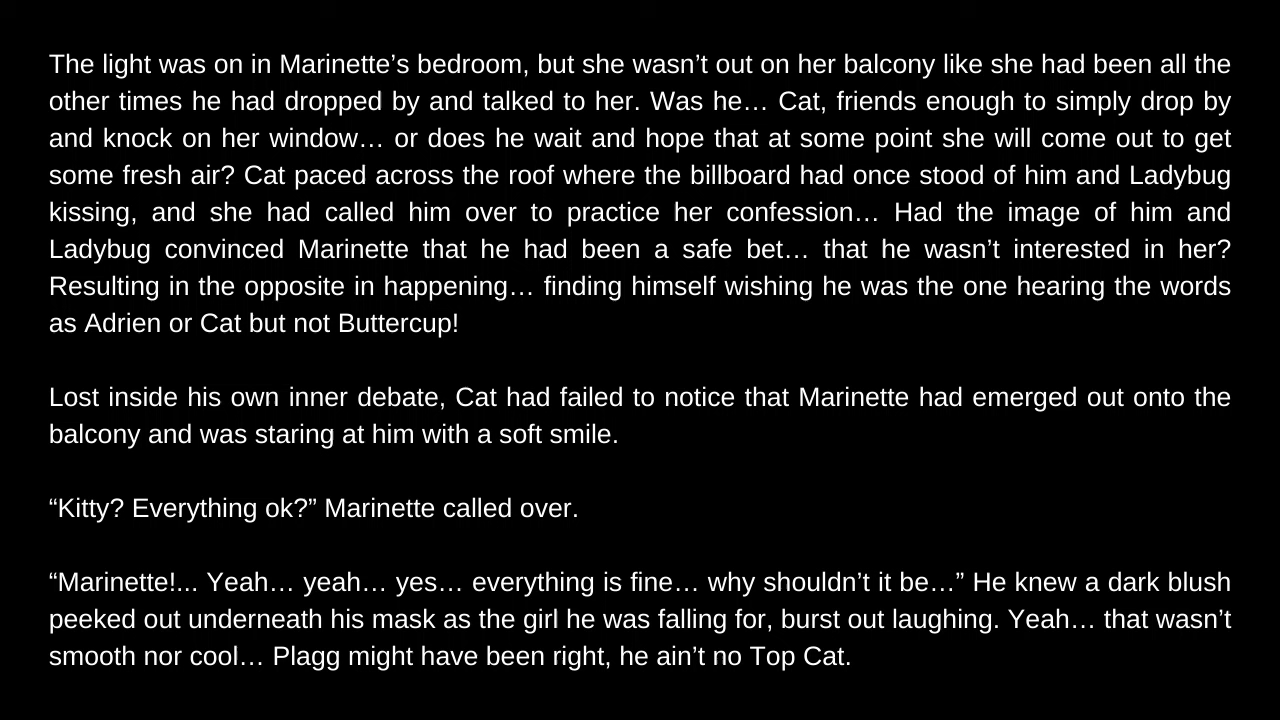 The light was on in Marinette’s bedroom, but she wasn’t out on her balcony like she had been all the
other times he had dropped by and talked to her. Was he… Cat, friends enough to simply drop by
and knock on her window… or does he wait and hope that at some point she will come out to get
some fresh air? Cat paced across the roof where the billboard had once stood of him and Ladybug
kissing, and she had called him over to practice her confession… Had the image of him and
Ladybug convinced Marinette that he had been a safe bet… that he wasn’t interested in her?
Resulting in the opposite in happening… finding himself wishing he was the one hearing the words
as Adrien or Cat but not Buttercup!
Lost inside his own inner debate, Cat had failed to notice that Marinette had emerged out onto the
balcony and was staring at him with a soft smile.
“Kitty? Everything ok?” Marinette called over.
“Marinette!... Yeah… yeah… yes… everything is fine… why shouldn’t it be…” He knew a dark blush
peeked out underneath his mask as the girl he was falling for, burst out laughing. Yeah… that wasn’t
smooth nor cool… Plagg might have been right, he ain’t no Top Cat.